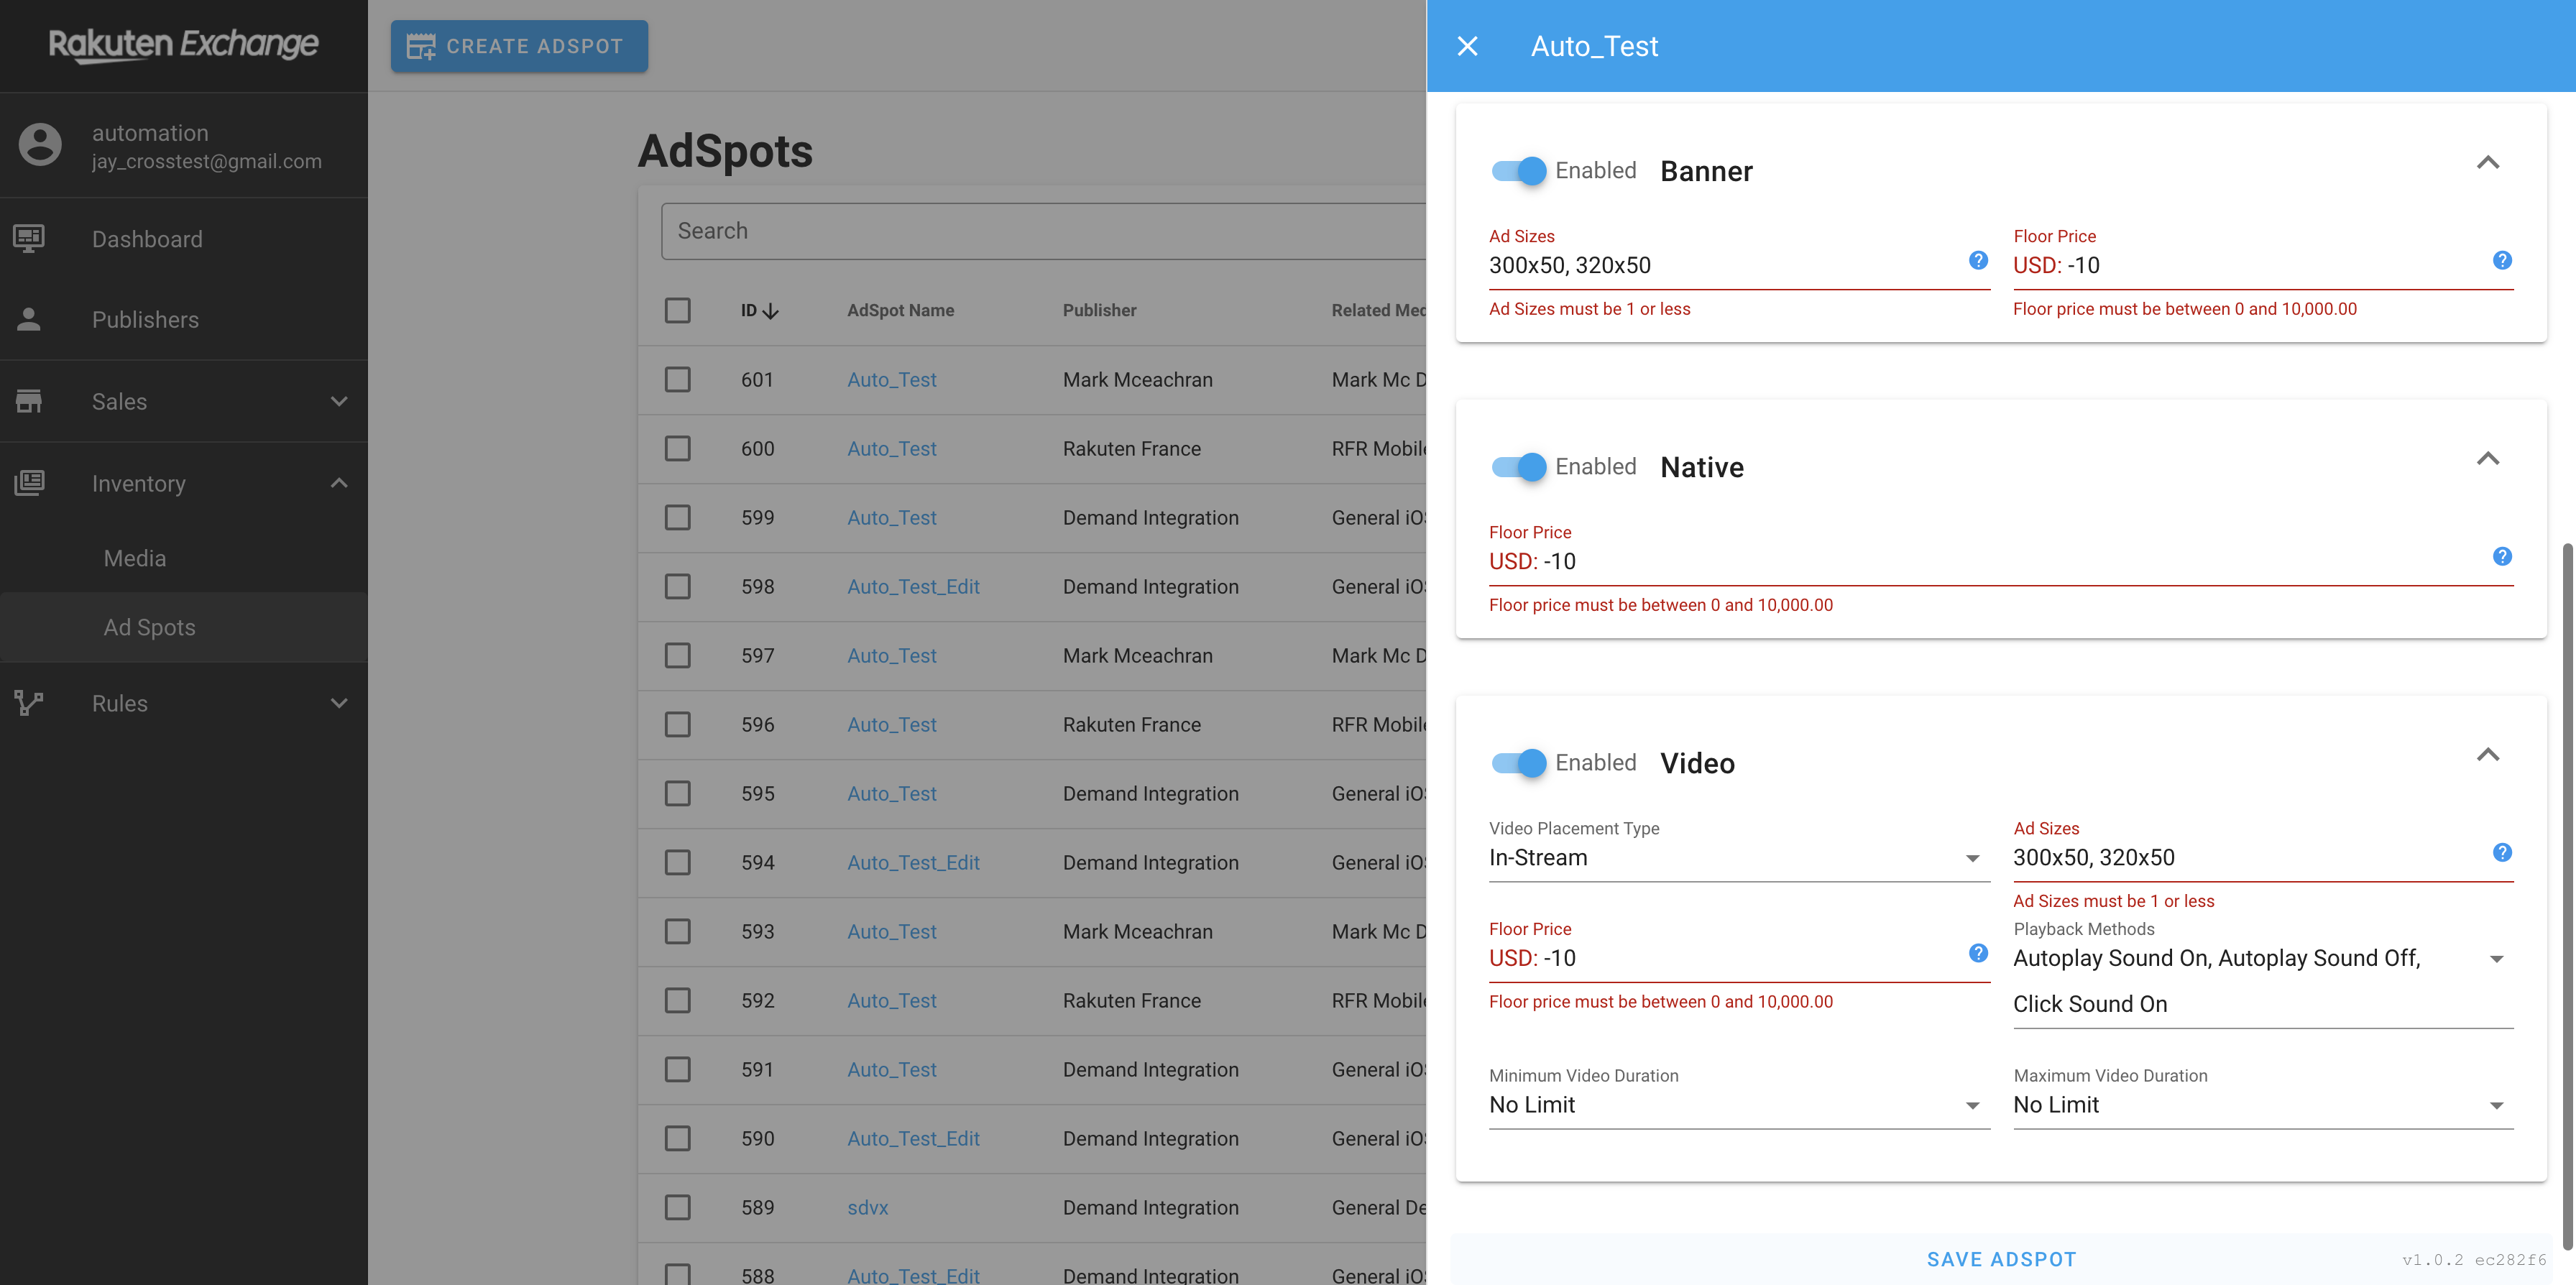 Rakuten Exchange
automation
jay_crosstest@gmail.com
Dashboard
Publishers
Sales
Inventory
Media
Ad Spots
Rules
CREATE ADSPOT
AdSpots
Search
ID AdSpot Name Publisher Related Med
601 Auto_Test Mark Mceachran Mark Mc D
600 Auto_Test Rakuten France RFR Mobile
599 Auto_Test Demand Integration General iOS
598 Auto_Test_Edit Demand Integration General iOS
597 Auto_Test Mark Mceachran Mark Mc D
596 Auto_Test Rakuten France RFR Mobile
595 Auto_Test Demand Integration General iOS
594 Auto_Test_Edit Demand Integration General iOS
593 Auto_Test Mark Mceachran Mark Mc D
592 Auto_Test Rakuten France RFR Mobile
591 Auto_Test Demand Integration General iOS
590 Auto_Test_Edit Demand Integration General iOS
589 sdvx Demand Integration General De
588 Auto_Test_Edit Demand Integration General iOS
Auto_Test
Enabled Banner
Ad Sizes
300x50, 320x50
Ad Sizes must be 1 or less
Floor Price
USD: -10
Floor price must be between 0 and 10,000.00
Enabled Native
Floor Price
USD: -10
Floor price must be between 0 and 10,000.00
Enabled Video
Video Placement Type
In-Stream
Ad Sizes
300x50, 320x50
Ad Sizes must be 1 or less
Floor Price
USD: -10
Floor price must be between 0 and 10,000.00
Playback Methods
Autoplay Sound On, Autoplay Sound Off,
Click Sound On
Minimum Video Duration
No Limit
Maximum Video Duration
No Limit
SAVE ADSPOT
v1.0.2 ec282f6